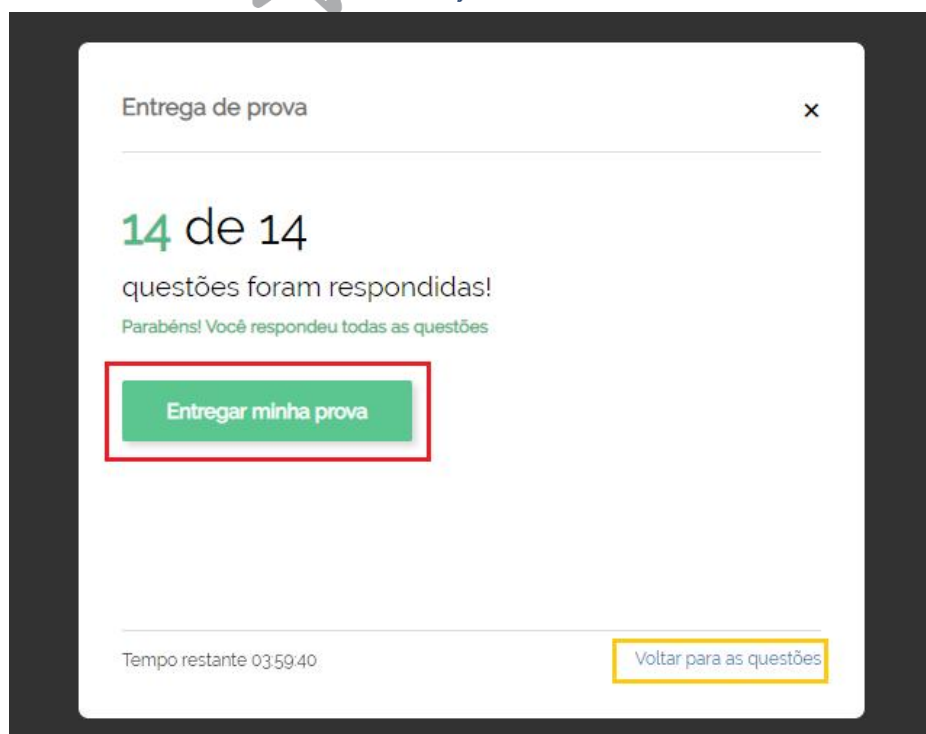 Entrega de prova ×
14 de 14
questões foram respondidas!
Parabéns! Você respondeu todas as questões
Entregar minha prova
Tempo restante 03:59:40
Voltar para as questões